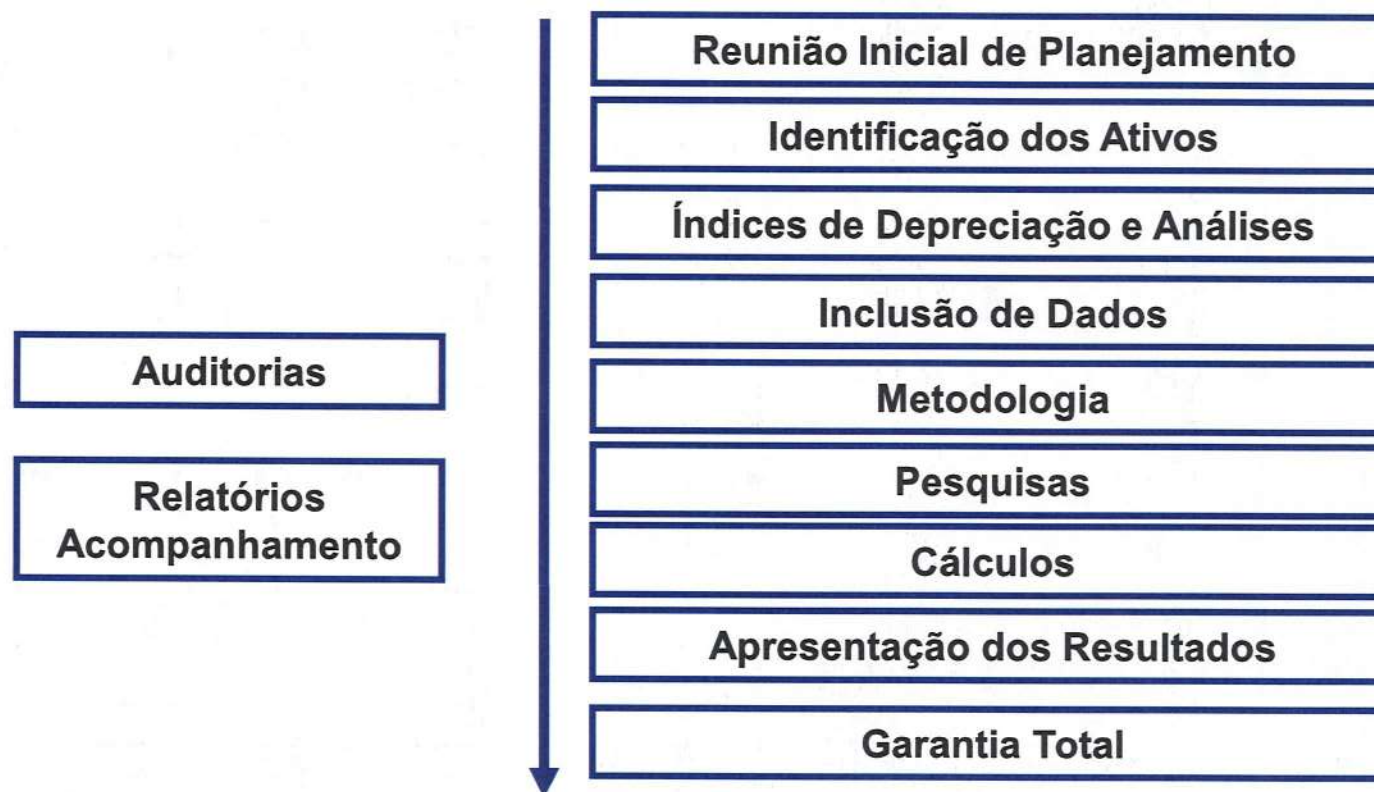 Reunião Inicial de Planejamento
Identificação dos Ativos
Índices de Depreciação e Análises
Inclusão de Dados
Metodologia
Pesquisas
Cálculos
Apresentação dos Resultados
Garantia Total
Auditorias
Relatórios
Acompanhamento